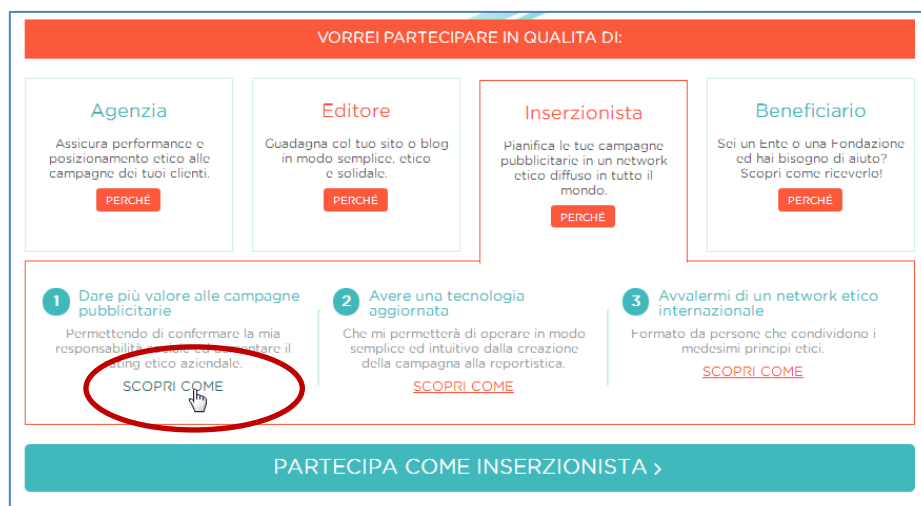 VORREI PARTECIPARE IN QUALITA DI:
Agenzia
Assicura performance e
posizionamento etico alle
campagne dei tuoi clienti.
PERCHÉ
Editore
Guadagna col tuo sito o blog
in modo semplice, etico
e solidale.
PERCHÉ
Inserzionista
Pianifica le tue campagne
pubblicitarie in un network
etico diffuso in tutto il
mondo.
PERCHÉ
Beneficiario
Sei un Ente o una Fondazione
ed hai bisogno di aiuto?
Scopri come riceverlo!
PERCHÉ
1 Dare più valore alle campagne
pubblicitarie
Permettendo di confermare la mia
responsabilità sociale ed aumentare il
rating etico aziendale.
SCOPRI COME
2 Avere una tecnologia
aggiornata
Che mi permetterà di operare in modo
semplice ed intuitivo dalla creazione
della campagna alla reportistica.
SCOPRI COME
3 Avvalermi di un network etico
internazionale
Formato da persone che condividono i
medesimi principi etici.
SCOPRI COME
PARTECIPA COME INSERZIONISTA >